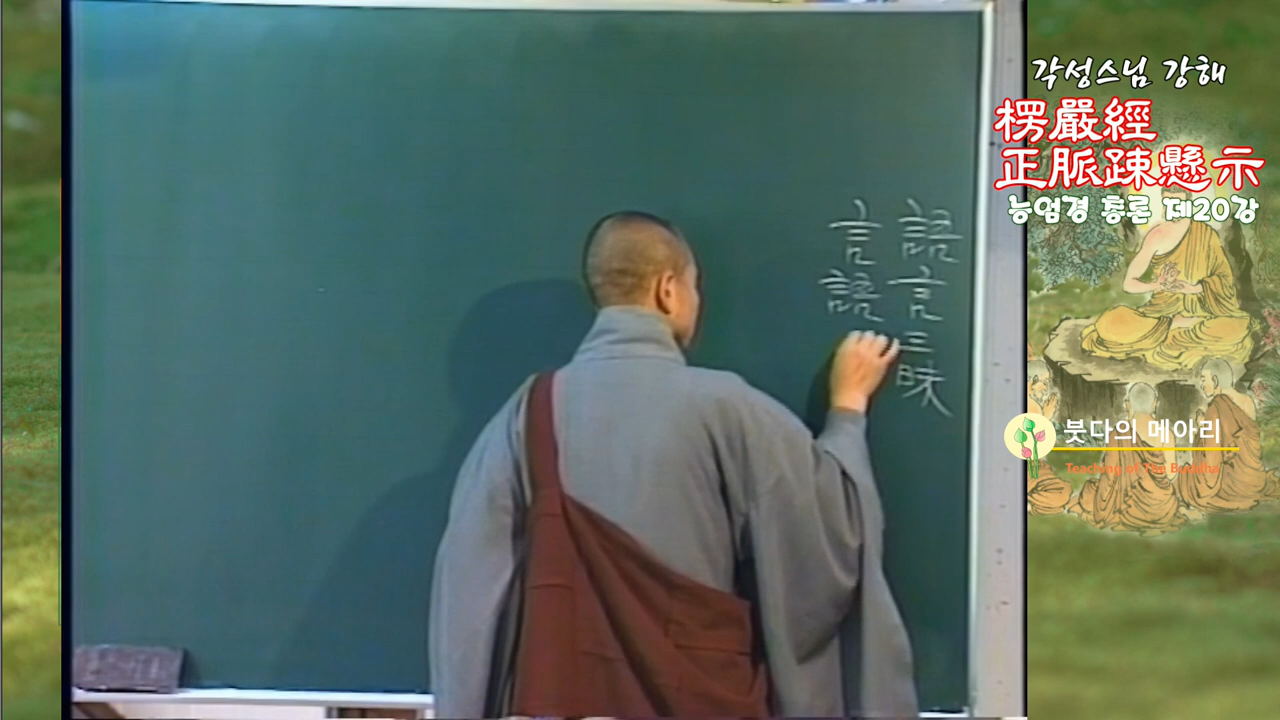 각성스님 강해
楞嚴經
正脈疎懸示
능엄경 총론 제20강
語言三昧
言語
붓다의 메아리
Teaching of The Buddha